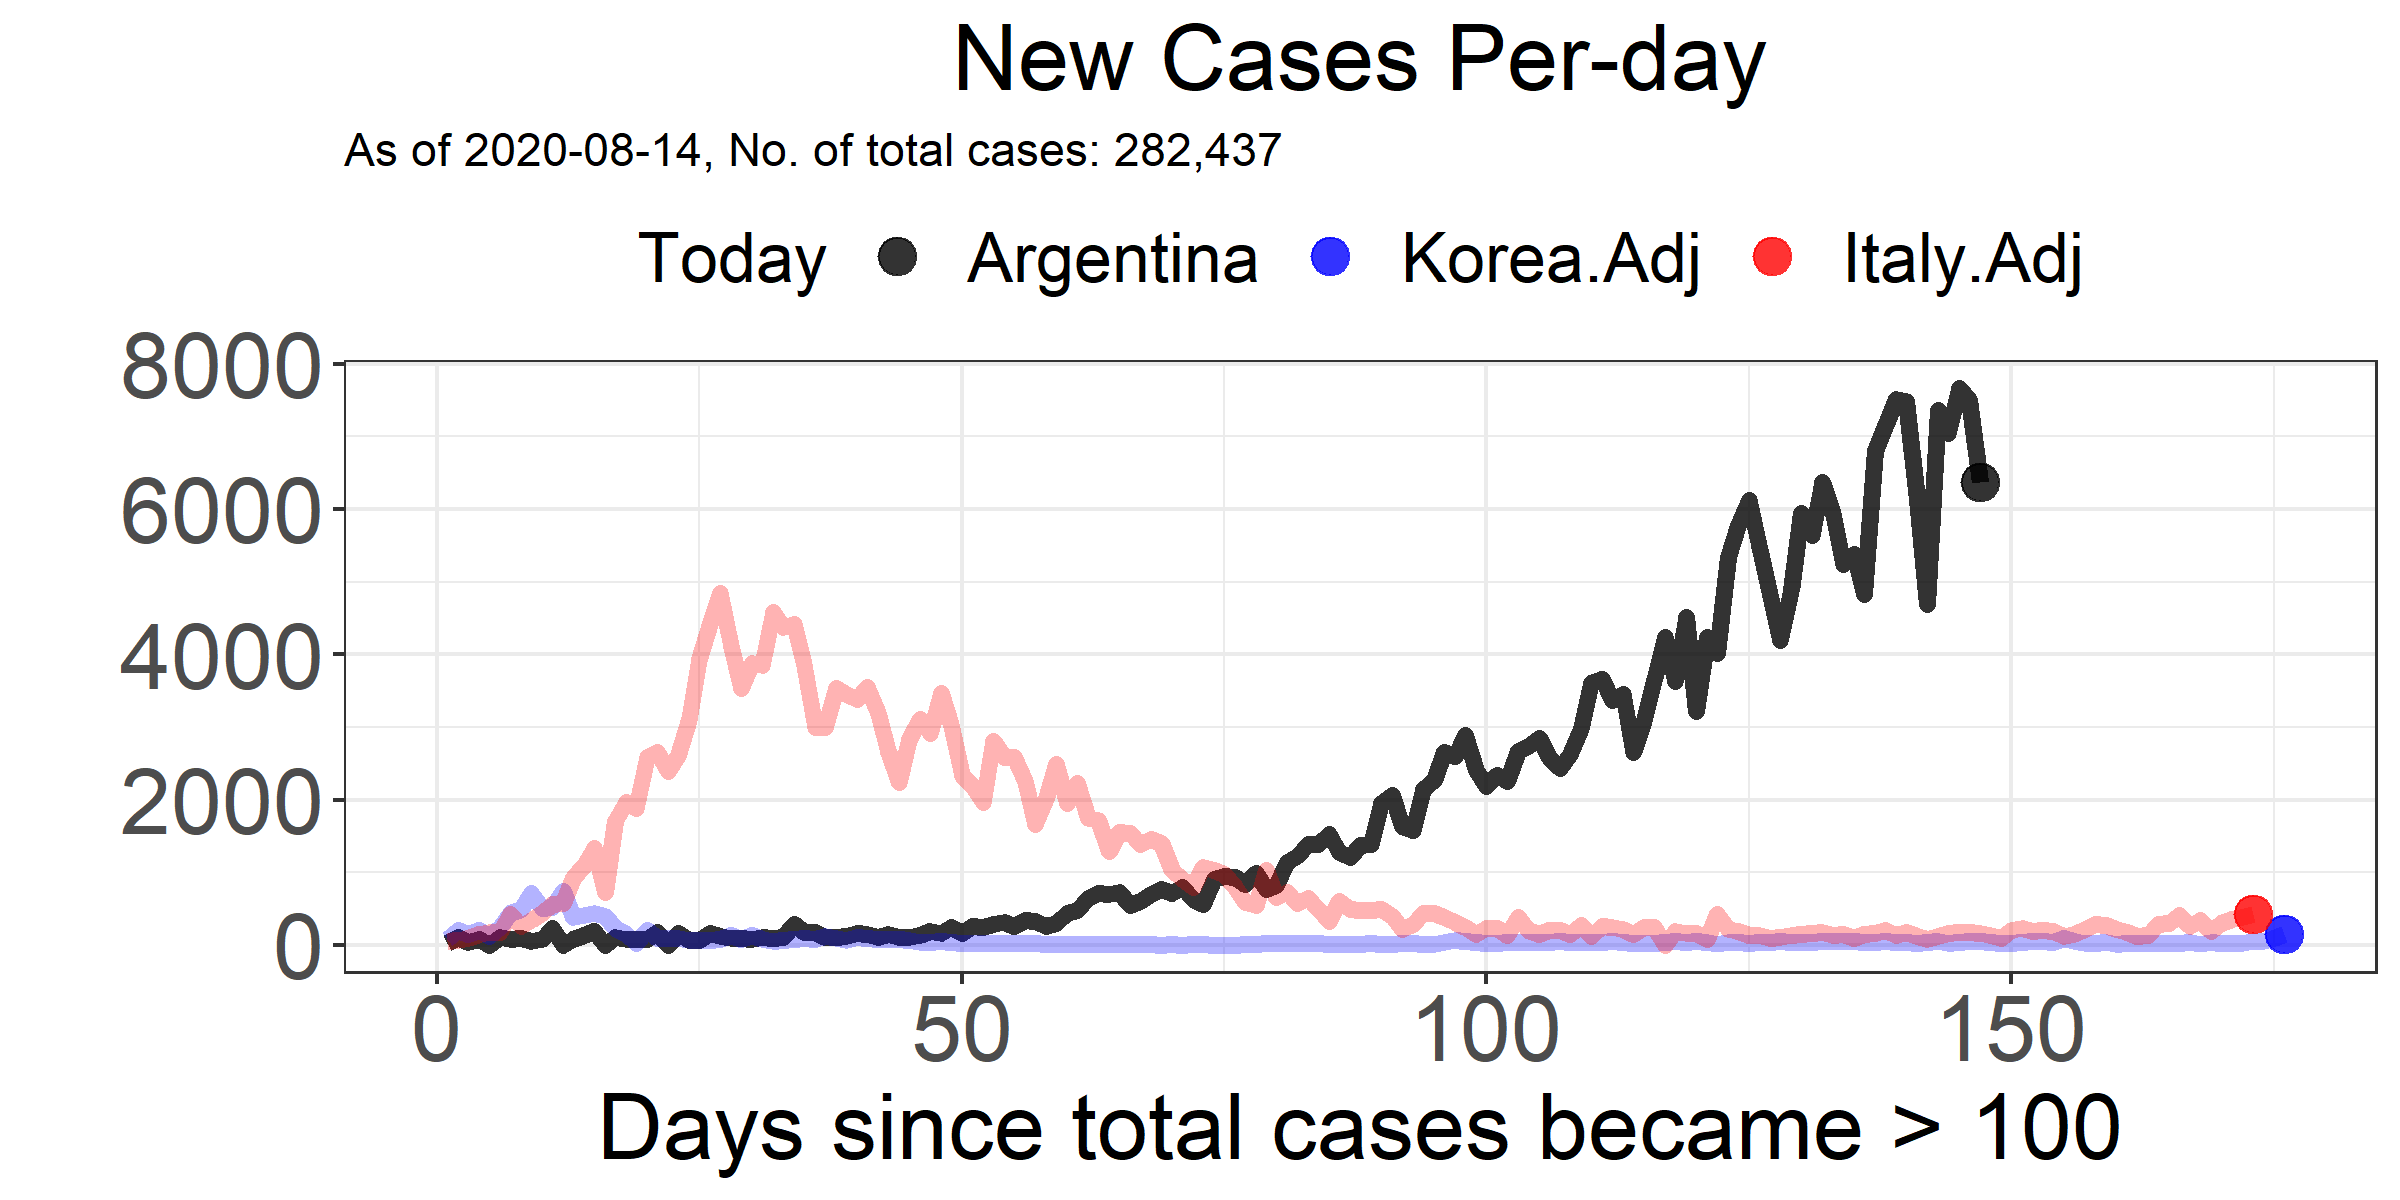 New Cases Per-day
As of 2020-08-14, No. of total cases: 282,437
Today Argentina Korea.Adj Italy.Adj
8000
6000
4000
2000
0
0 50 100 150
Days since total cases became > 100